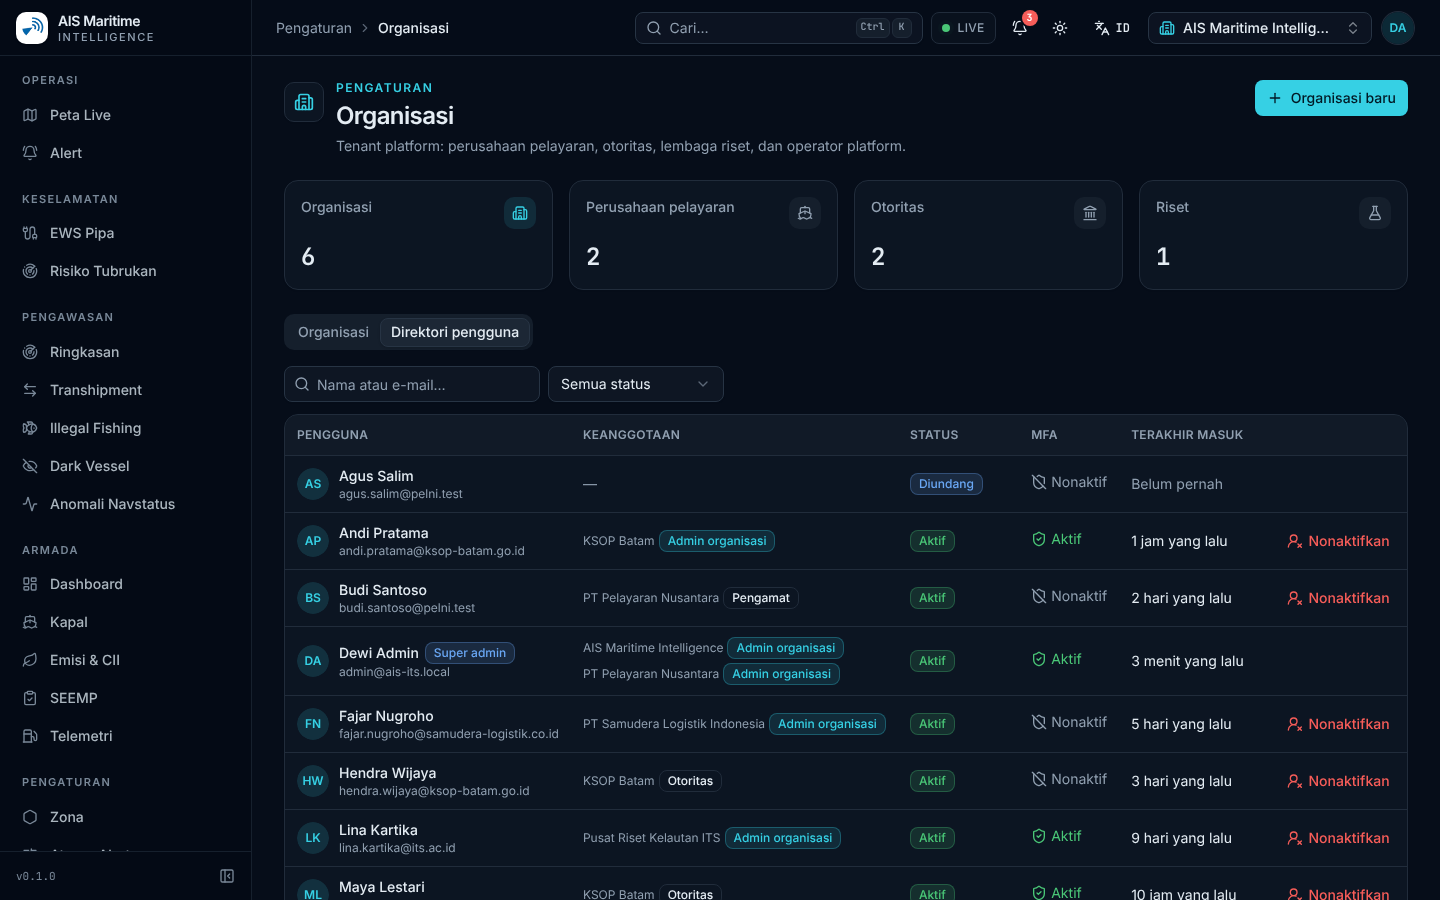 AIS Maritime
INTELLIGENCE
OPERASI
Peta Live
Alert
KESELAMATAN
EWS Pipa
Risiko Tubrukan
PENGAWASAN
Ringkasan
Transhipment
Illegal Fishing
Dark Vessel
Anomali Navstatus
ARMADA
Dashboard
Kapal
Emisi & CII
SEEMP
Telemetri
PENGATURAN
Zona
v0.1.0
Pengaturan > Organisasi
Cari... Ctrl K
LIVE
3
ID
AIS Maritime Intellig...
DA
PENGATURAN
Organisasi
Tenant platform: perusahaan pelayaran, otoritas, lembaga riset, dan operator platform.
+ Organisasi baru
Organisasi
6
Perusahaan pelayaran
2
Otoritas
2
Riset
1
Organisasi Direktori pengguna
Nama atau e-mail... Semua status
PENGGUNA KEANGGOTAAN STATUS MFA TERAKHIR MASUK
AS Agus Salim — Diundang Nonaktif Belum pernah
agus.salim@pelni.test
AP Andi Pratama KSOP Batam Admin organisasi Aktif Aktif 1 jam yang lalu Nonaktifkan
andi.pratama@ksop-batam.go.id
BS Budi Santoso PT Pelayaran Nusantara Pengamat Aktif Nonaktif 2 hari yang lalu Nonaktifkan
budi.santoso@pelni.test
DA Dewi Admin Super admin AIS Maritime Intelligence Admin organisasi Aktif Aktif 3 menit yang lalu
admin@ais-its.local PT Pelayaran Nusantara Admin organisasi
FN Fajar Nugroho PT Samudera Logistik Indonesia Admin organisasi Aktif Nonaktif 5 hari yang lalu Nonaktifkan
fajar.nugroho@samudera-logistik.co.id
HW Hendra Wijaya KSOP Batam Otoritas Aktif Nonaktif 3 hari yang lalu Nonaktifkan
hendra.wijaya@ksop-batam.go.id
LK Lina Kartika Pusat Riset Kelautan ITS Admin organisasi Aktif Aktif 9 hari yang lalu Nonaktifkan
lina.kartika@its.ac.id
ML Maya Lestari KSOP Batam Otoritas Aktif Aktif 10 jam yang lalu Nonaktifkan